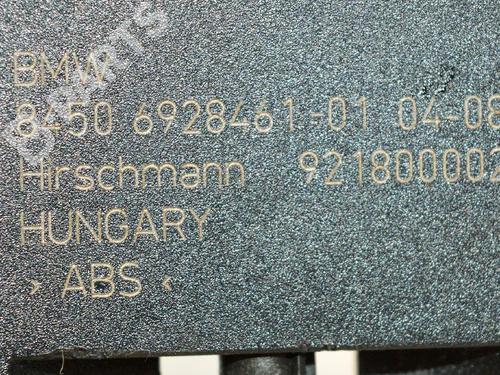 BMW
8450 6928461-01 04-08
Hirschmann 921800002
HUNGARY
> ABS <